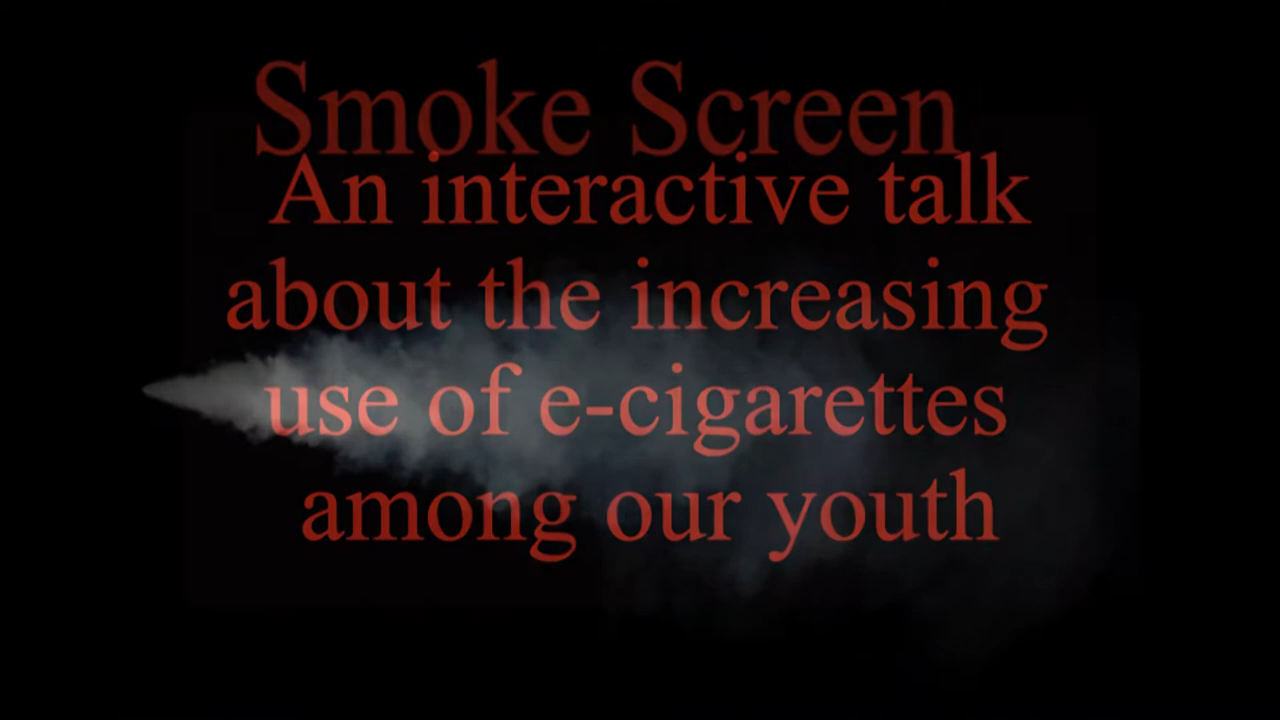 Smoke Screen
An interactive talk
about the increasing
use of e-cigarettes
among our youth